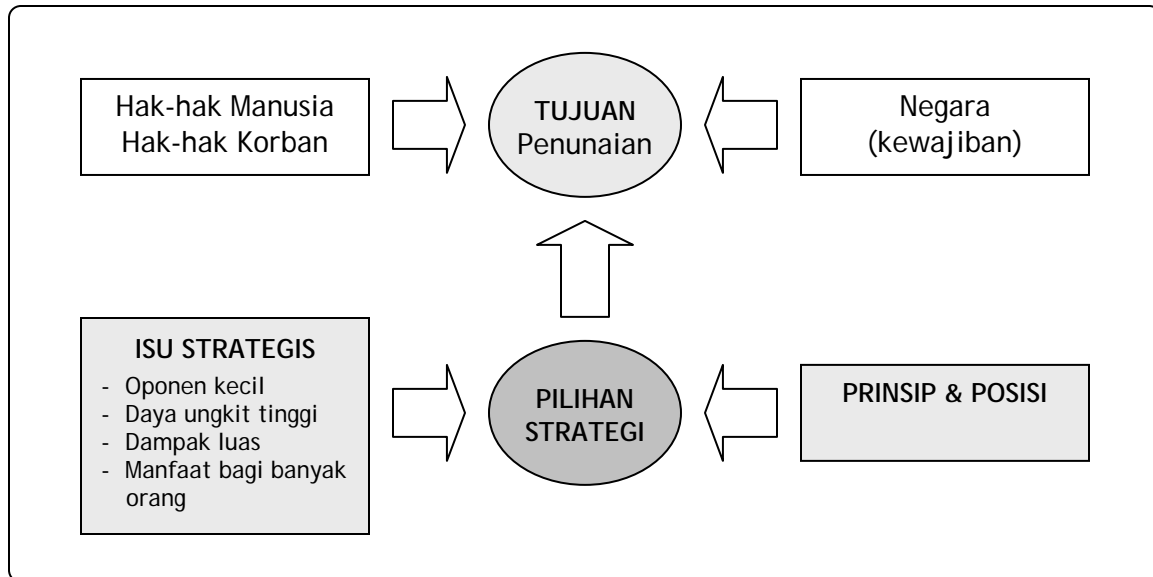 Hak-hak Manusia
Hak-hak Korban
TUJUAN
Penunaian
Negara
(kewajiban)
ISU STRATEGIS
- Oponen kecil
- Daya ungkit tinggi
- Dampak luas
- Manfaat bagi banyak
orang
PILIHAN
STRATEGI
PRINSIP & POSISI